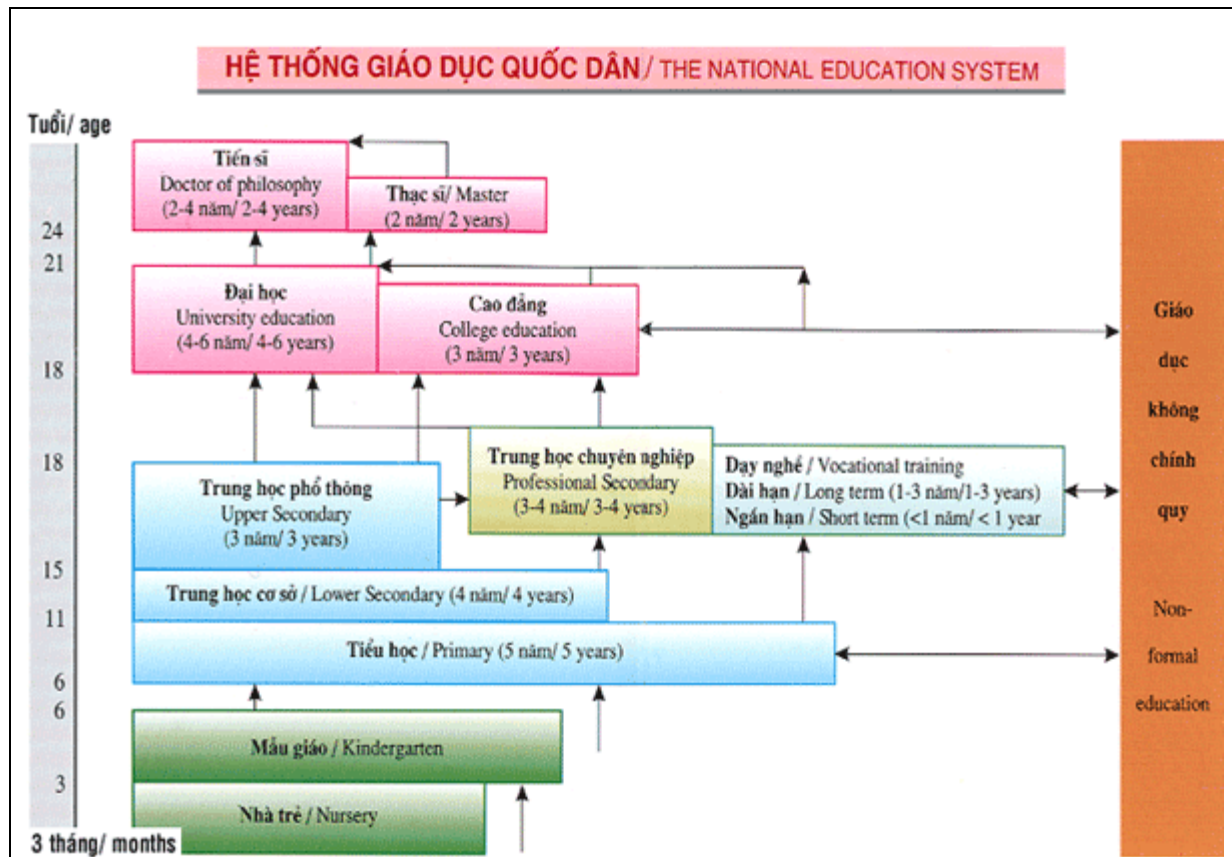 HỆ THỐNG GIÁO DỤC QUỐC DÂN/ THE NATIONAL EDUCATION SYSTEM
Tuổi/ age
Tiến sĩ
Doctor of philosophy
(2-4 năm/ 2-4 years)
Thạc sĩ/ Master
(2 năm/ 2 years)
24
21
Đại học
University education
(4-6 năm/ 4-6 years)
Cao đẳng
College education
(3 năm/ 3 years)
18
18
Trung học phổ thông
Upper Secondary
(3 năm/ 3 years)
Trung học chuyên nghiệp
Professional Secondary
(3-4 năm/ 3-4 years)
Dạy nghề / Vocational training
Dài hạn / Long term (1-3 năm/1-3 years)
Ngắn hạn / Short term (<1 năm/ < 1 year
15
Trung học cơ sở / Lower Secondary (4 năm/ 4 years)
11
Tiểu học / Primary (5 năm/ 5 years)
6
6
Mẫu giáo / Kindergarten
3
Nhà trẻ / Nursery
3 tháng/ months
Giáo
dục
không
chính
quy
Non-
formal
education